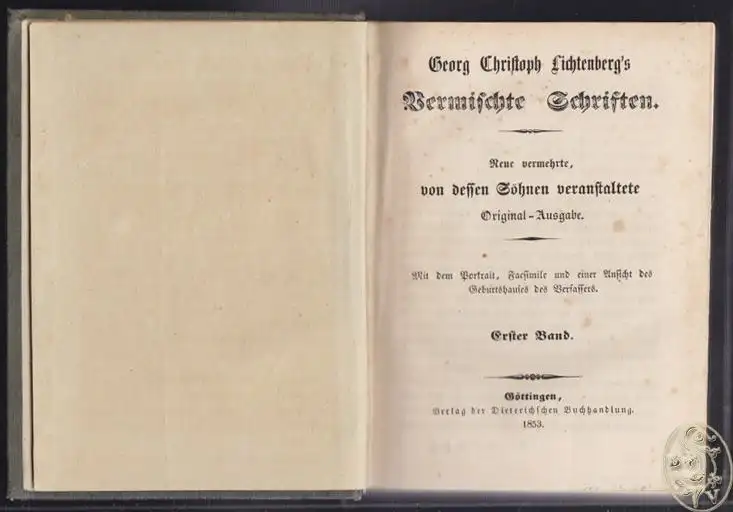 Georg Christoph Lichtenberg's
Vermischte Schriften.
Neue vermehrte,
von dessen Söhnen veranstaltete
Original-Ausgabe.
Mit dem Portrait, Facsimile und einer Ansicht des
Geburtshauses des Verfassers.
Erster Band.
Göttingen,
Verlag der Dieterichschen Buchhandlung.
1853.